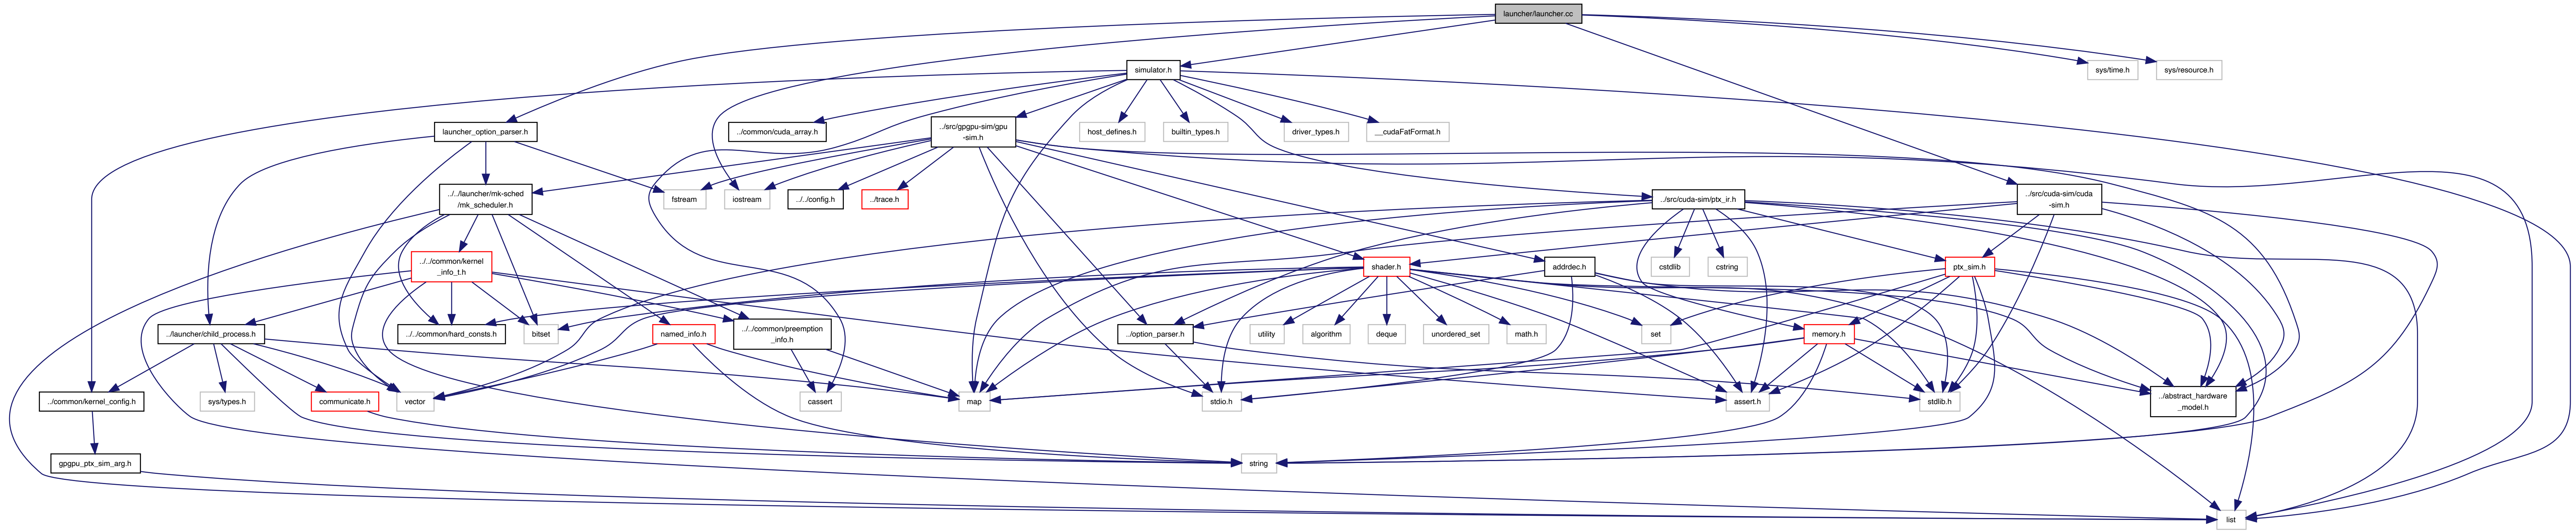 launcher/launcher.cc
simulator.h
sys/time.h
sys/resource.h
launcher_option_parser.h
../common/cuda_array.h
../src/gpgpu-sim/gpu
-sim.h
host_defines.h
builtin_types.h
driver_types.h
__cudaFatFormat.h
../../launcher/mk-sched
/mk_scheduler.h
fstream
iostream
../../config.h
../trace.h
../src/cuda-sim/ptx_ir.h
../src/cuda-sim/cuda
-sim.h
../../common/kernel
_info_t.h
shader.h
addrdec.h
cstdlib
cstring
ptx_sim.h
../launcher/child_process.h
../../common/hard_consts.h
bitset
named_info.h
../../common/preemption
_info.h
../option_parser.h
utility
algorithm
deque
unordered_set
math.h
set
memory.h
../common/kernel_config.h
sys/types.h
communicate.h
vector
cassert
map
stdio.h
assert.h
stdlib.h
../abstract_hardware
_model.h
gpgpu_ptx_sim_arg.h
string
list